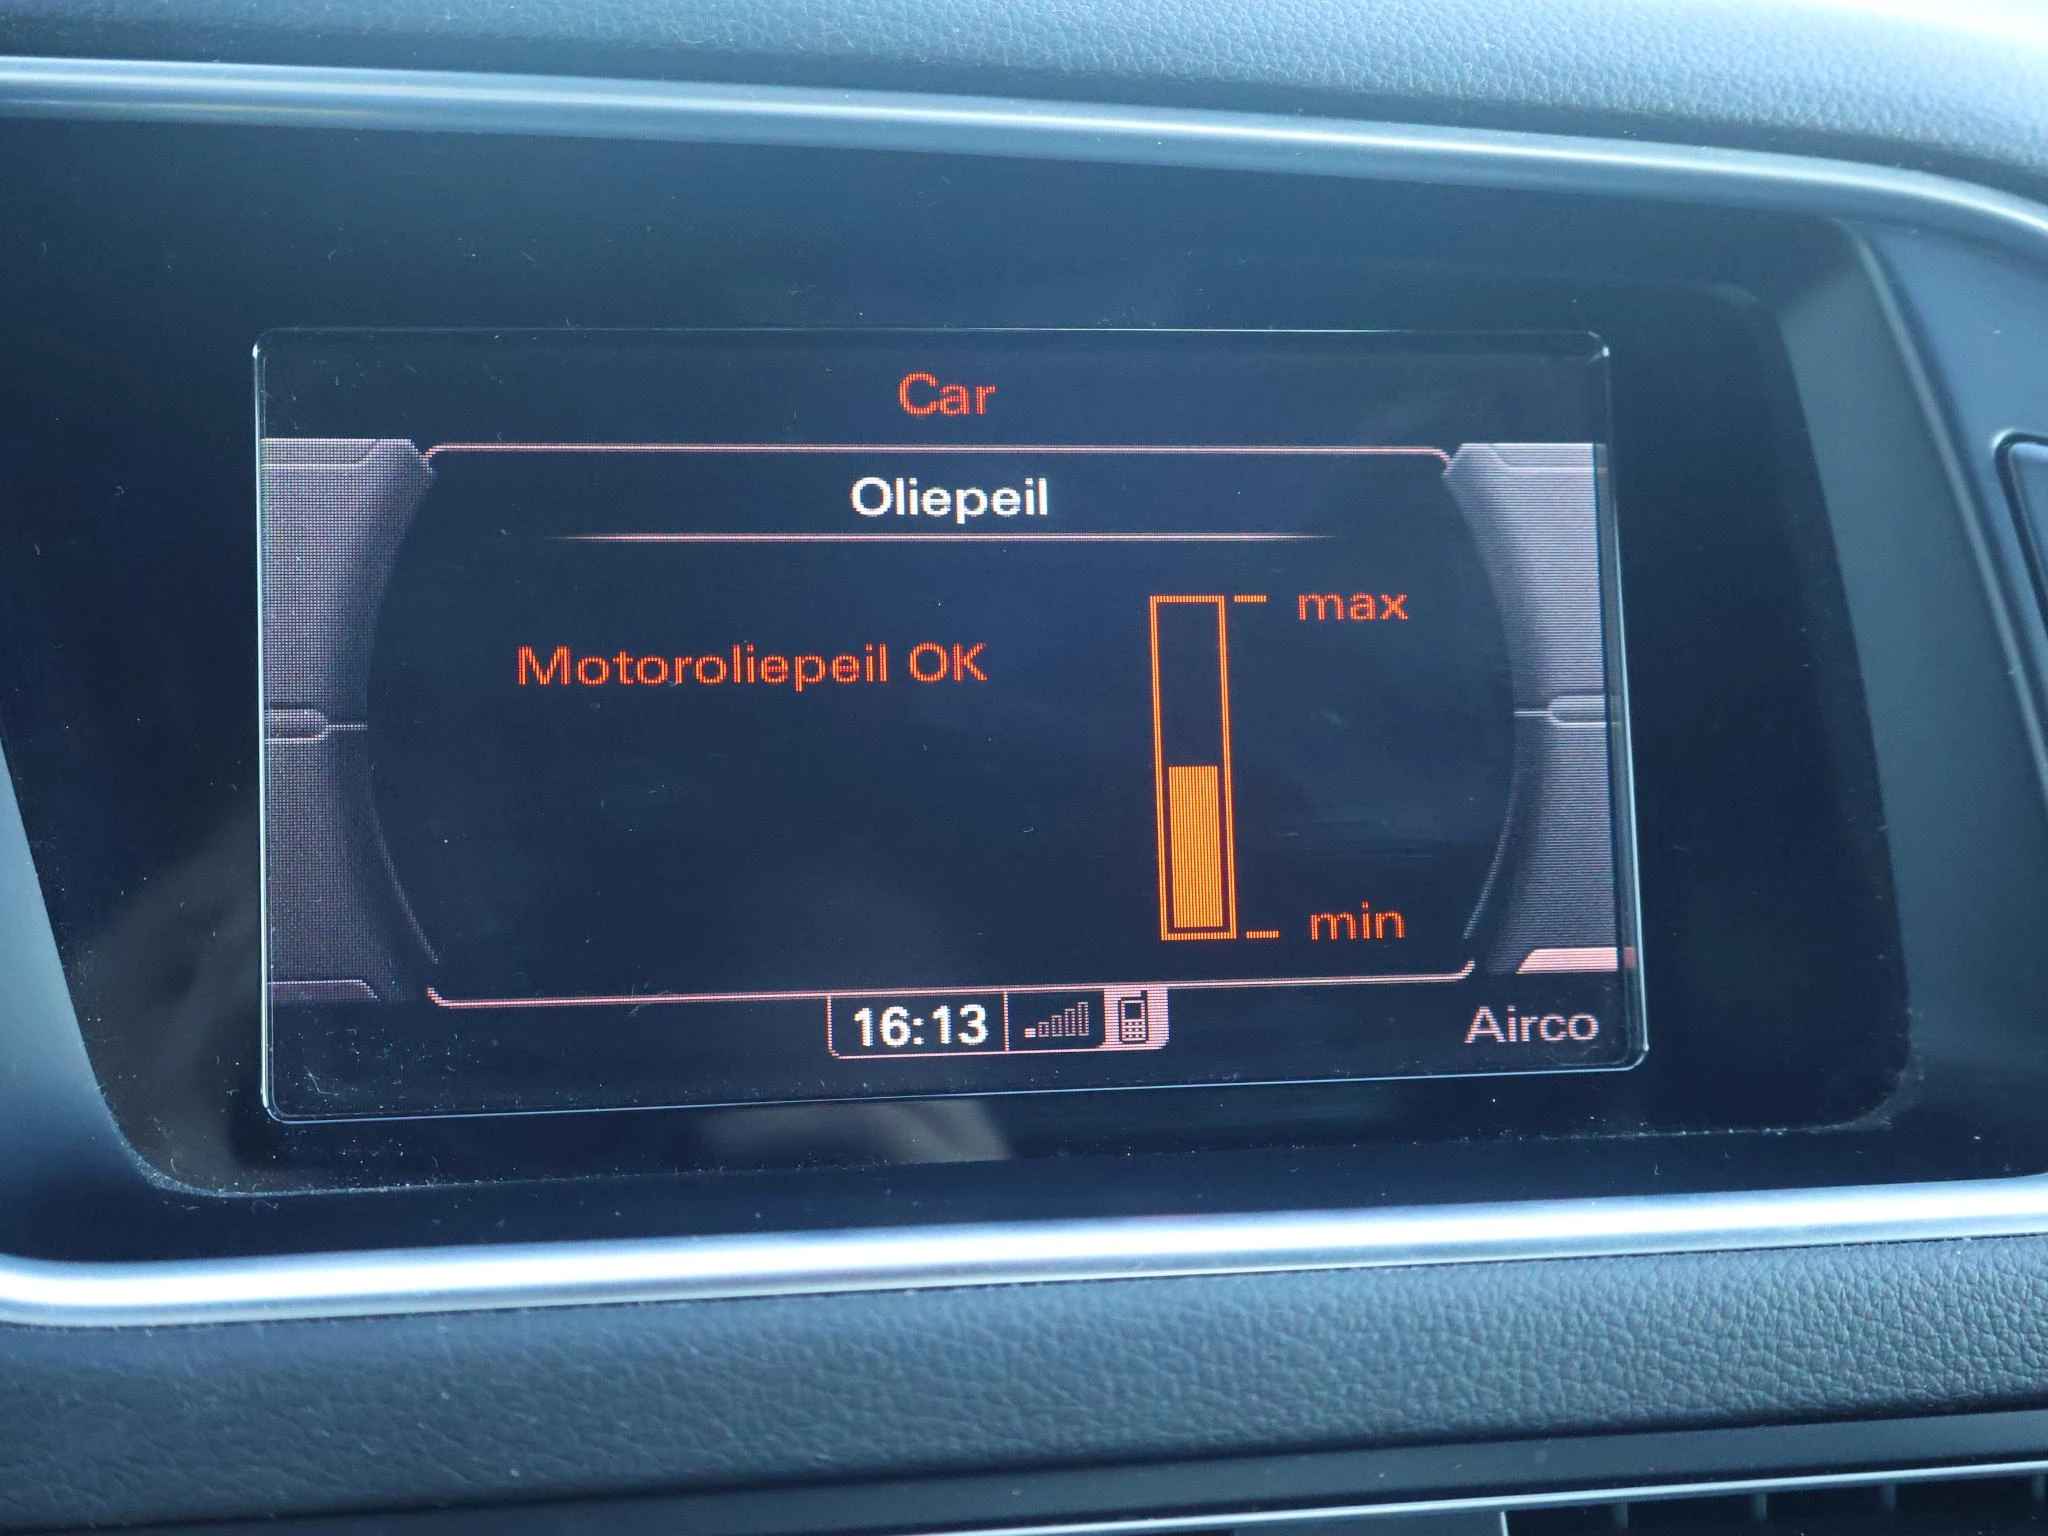 Car
Oliepeil
max
Motoroliepeil OK
min
16:13
Airco